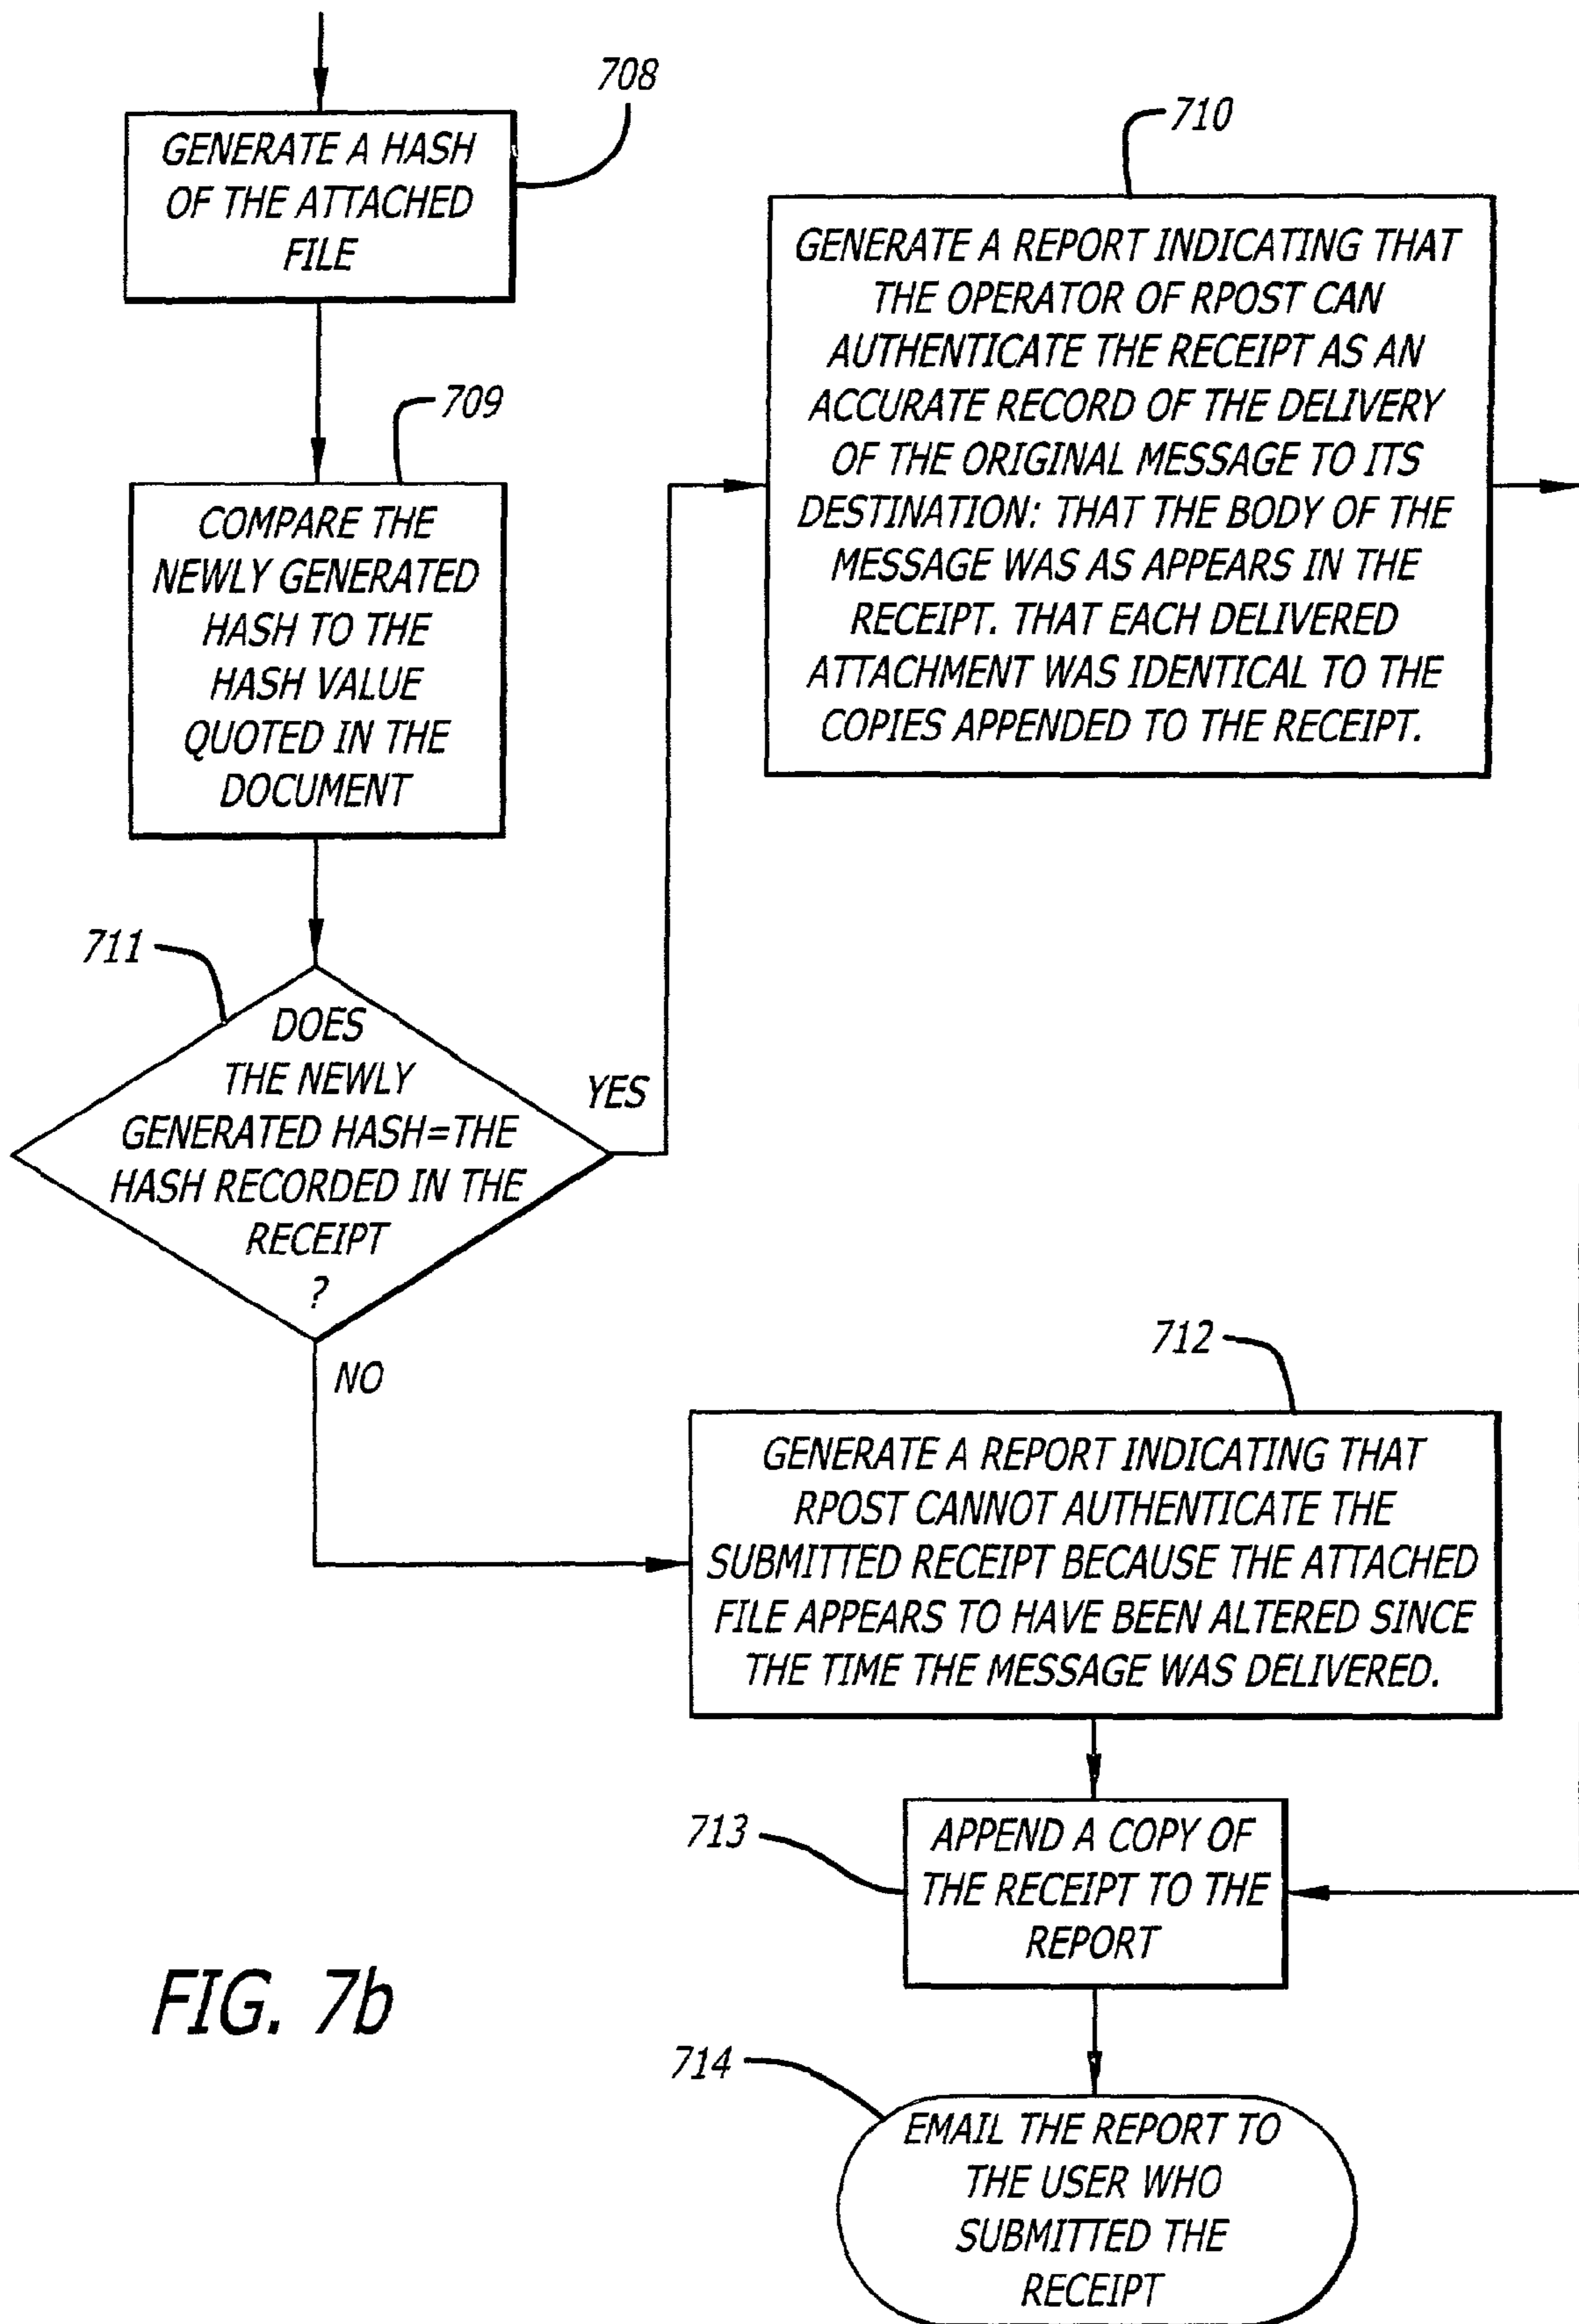 708
GENERATE A HASH
OF THE ATTACHED
FILE
709
COMPARE THE
NEWLY GENERATED
HASH TO THE
HASH VALUE
QUOTED IN THE
DOCUMENT
710
GENERATE A REPORT INDICATING THAT
THE OPERATOR OF RPOST CAN
AUTHENTICATE THE RECEIPT AS AN
ACCURATE RECORD OF THE DELIVERY
OF THE ORIGINAL MESSAGE TO ITS
DESTINATION: THAT THE BODY OF THE
MESSAGE WAS AS APPEARS IN THE
RECEIPT. THAT EACH DELIVERED
ATTACHMENT WAS IDENTICAL TO THE
COPIES APPENDED TO THE RECEIPT.
711
DOES
THE NEWLY
GENERATED HASH=THE
HASH RECORDED IN THE
RECEIPT
?
YES
NO
712
GENERATE A REPORT INDICATING THAT
RPOST CANNOT AUTHENTICATE THE
SUBMITTED RECEIPT BECAUSE THE ATTACHED
FILE APPEARS TO HAVE BEEN ALTERED SINCE
THE TIME THE MESSAGE WAS DELIVERED.
713
APPEND A COPY OF
THE RECEIPT TO THE
REPORT
714
EMAIL THE REPORT TO
THE USER WHO
SUBMITTED THE
RECEIPT
FIG. 7b